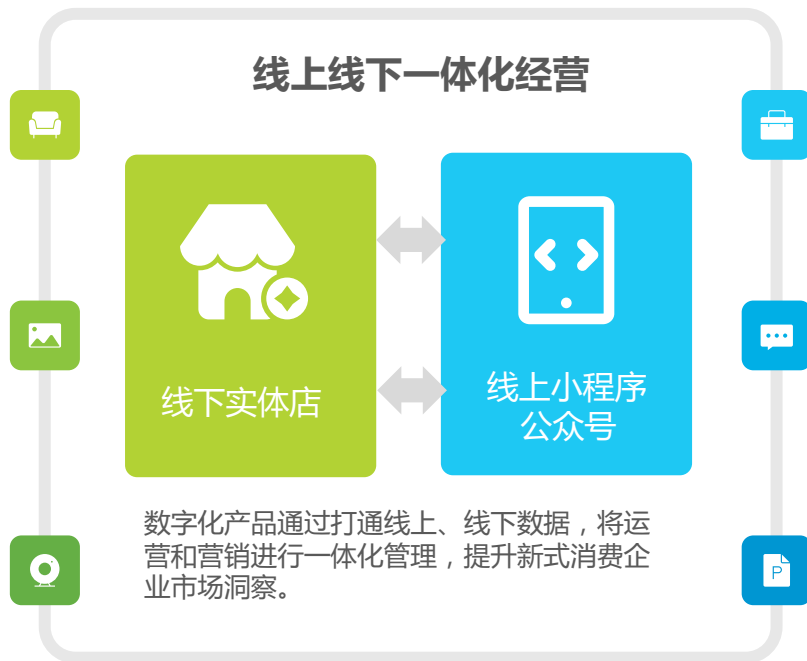 线上线下一体化经营
线下实体店
线上小程序
公众号
数字化产品通过打通线上、线下数据，将运
营和营销进行一体化管理，提升新式消费企
业市场洞察。
P